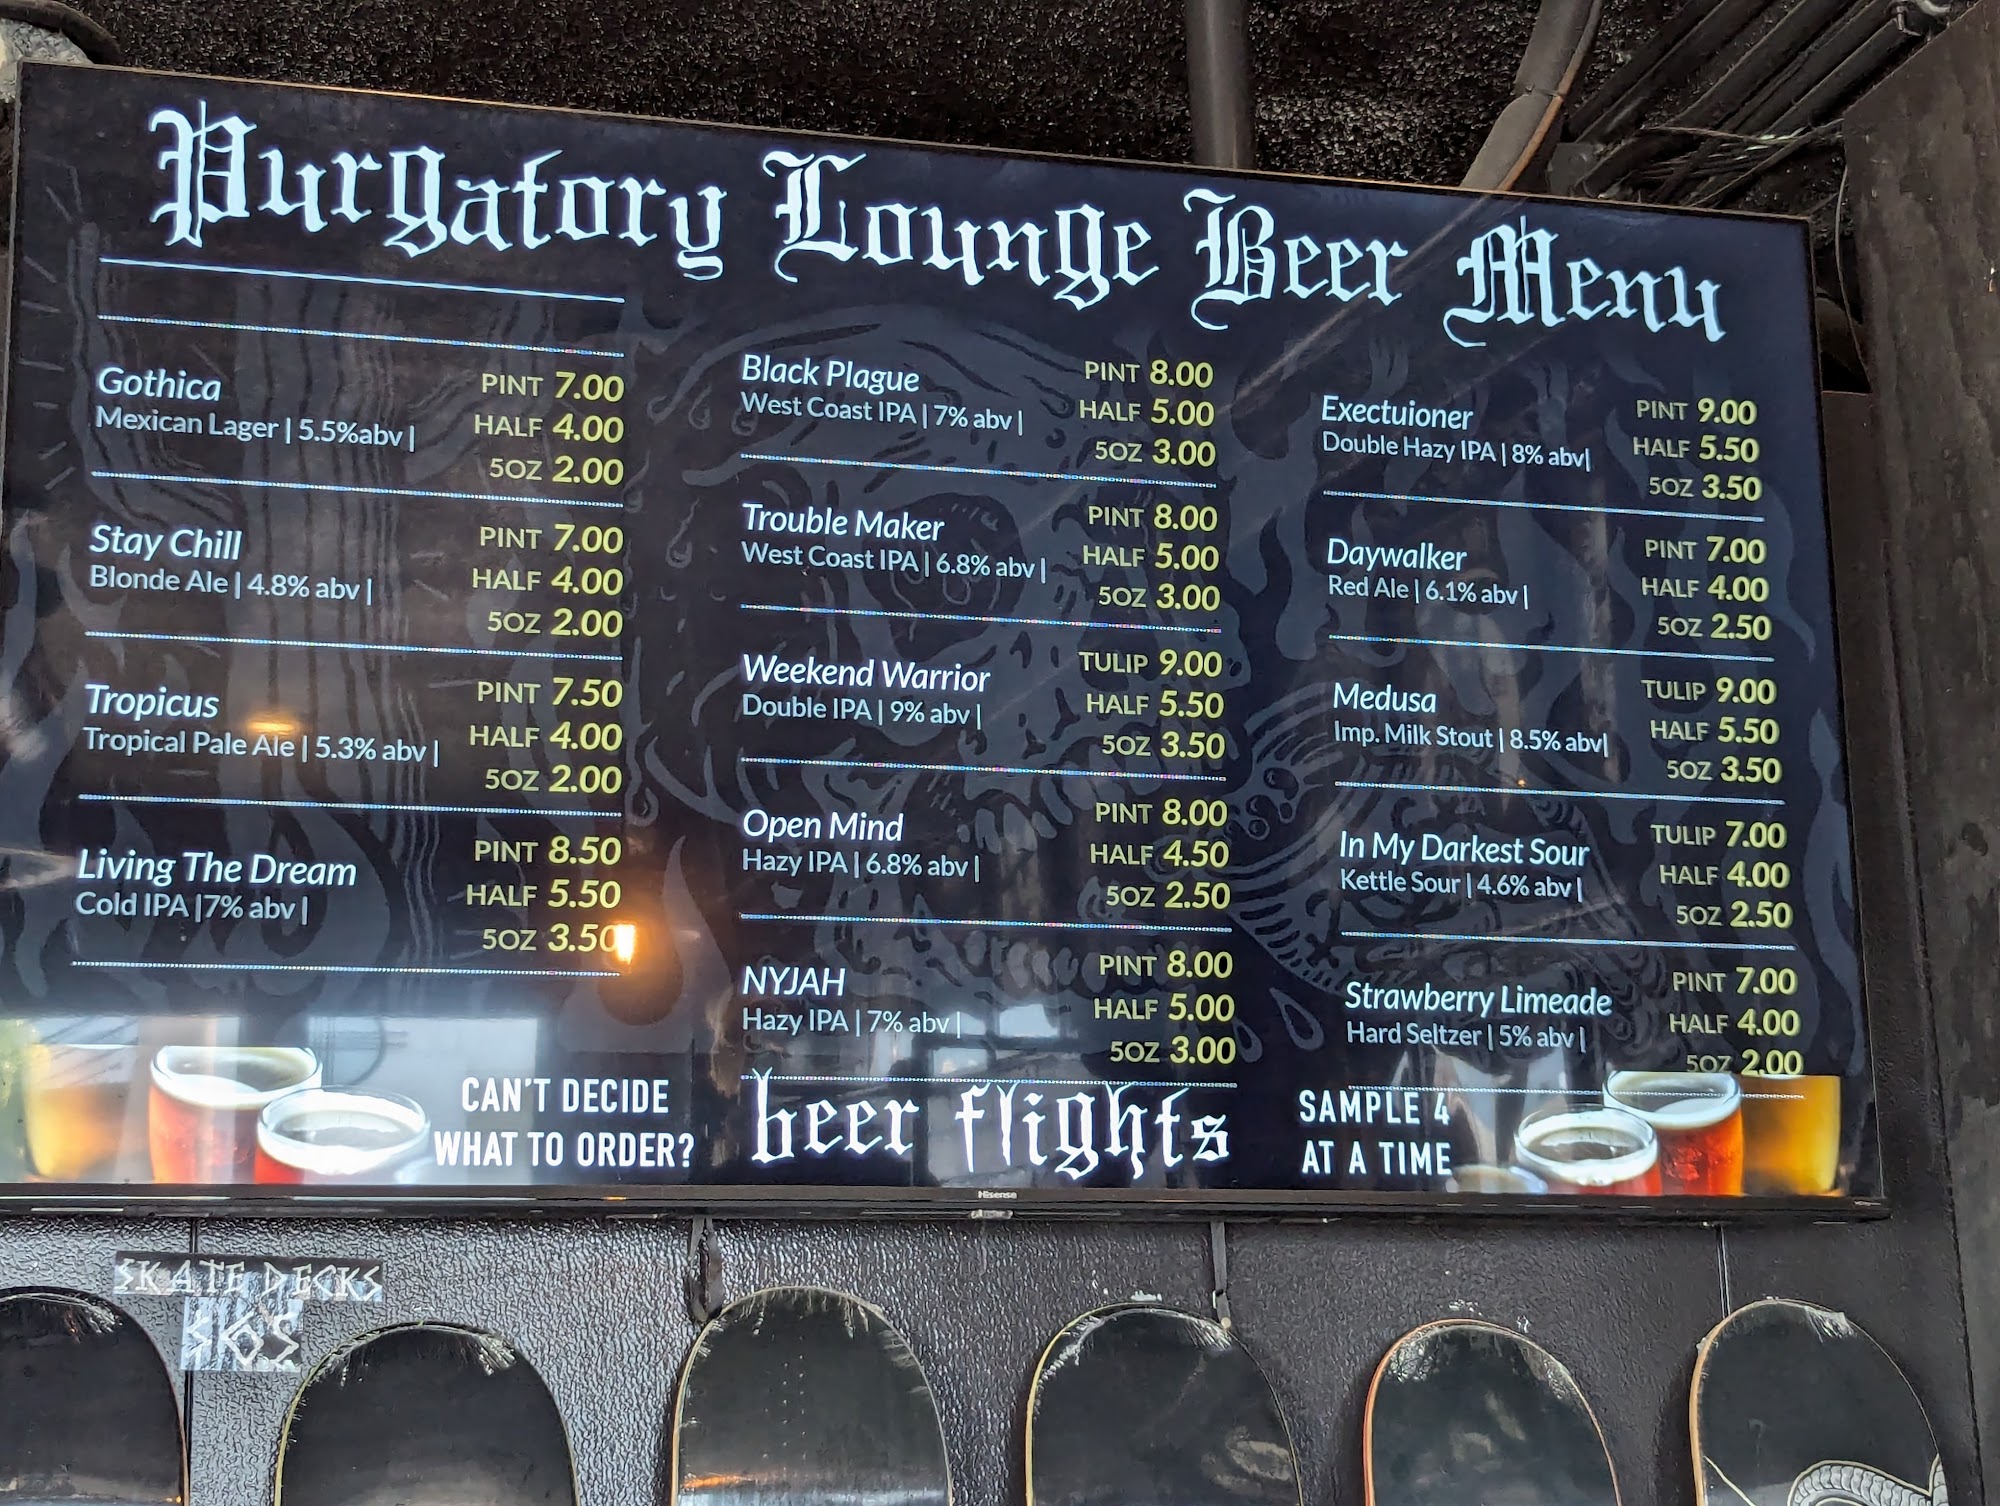 Purgatory Lounge Beer Menu
Gothica
Mexican Lager | 5.5%abv |
PINT 7.00
HALF 4.00
5OZ 2.00
Stay Chill
Blonde Ale | 4.8% abv |
PINT 7.00
HALF 4.00
5OZ 2.00
Tropicus
Tropical Pale Ale | 5.3% abv |
PINT 7.50
HALF 4.00
5OZ 2.00
Living The Dream
Cold IPA |7% abv |
PINT 8.50
HALF 5.50
5OZ 3.50
Black Plague
West Coast IPA | 7% abv |
PINT 8.00
HALF 5.00
5OZ 3.00
Trouble Maker
West Coast IPA | 6.8% abv |
PINT 8.00
HALF 5.00
5OZ 3.00
Weekend Warrior
Double IPA | 9% abv |
TULIP 9.00
HALF 5.50
5OZ 3.50
Open Mind
Hazy IPA | 6.8% abv |
PINT 8.00
HALF 4.50
5OZ 2.50
NYJAH
Hazy IPA | 7% abv |
PINT 8.00
HALF 5.00
5OZ 3.00
Exectuioner
Double Hazy IPA | 8% abv|
PINT 9.00
HALF 5.50
5OZ 3.50
Daywalker
Red Ale | 6.1% abv |
PINT 7.00
HALF 4.00
5OZ 2.50
Medusa
Imp. Milk Stout | 8.5% abv|
TULIP 9.00
HALF 5.50
5OZ 3.50
In My Darkest Sour
Kettle Sour | 4.6% abv |
TULIP 7.00
HALF 4.00
5OZ 2.50
Strawberry Limeade
Hard Seltzer | 5% abv |
PINT 7.00
HALF 4.00
5OZ 2.00
CAN'T DECIDE
WHAT TO ORDER?
beer flights
SAMPLE 4
AT A TIME
Hisense
SKATE DECKS